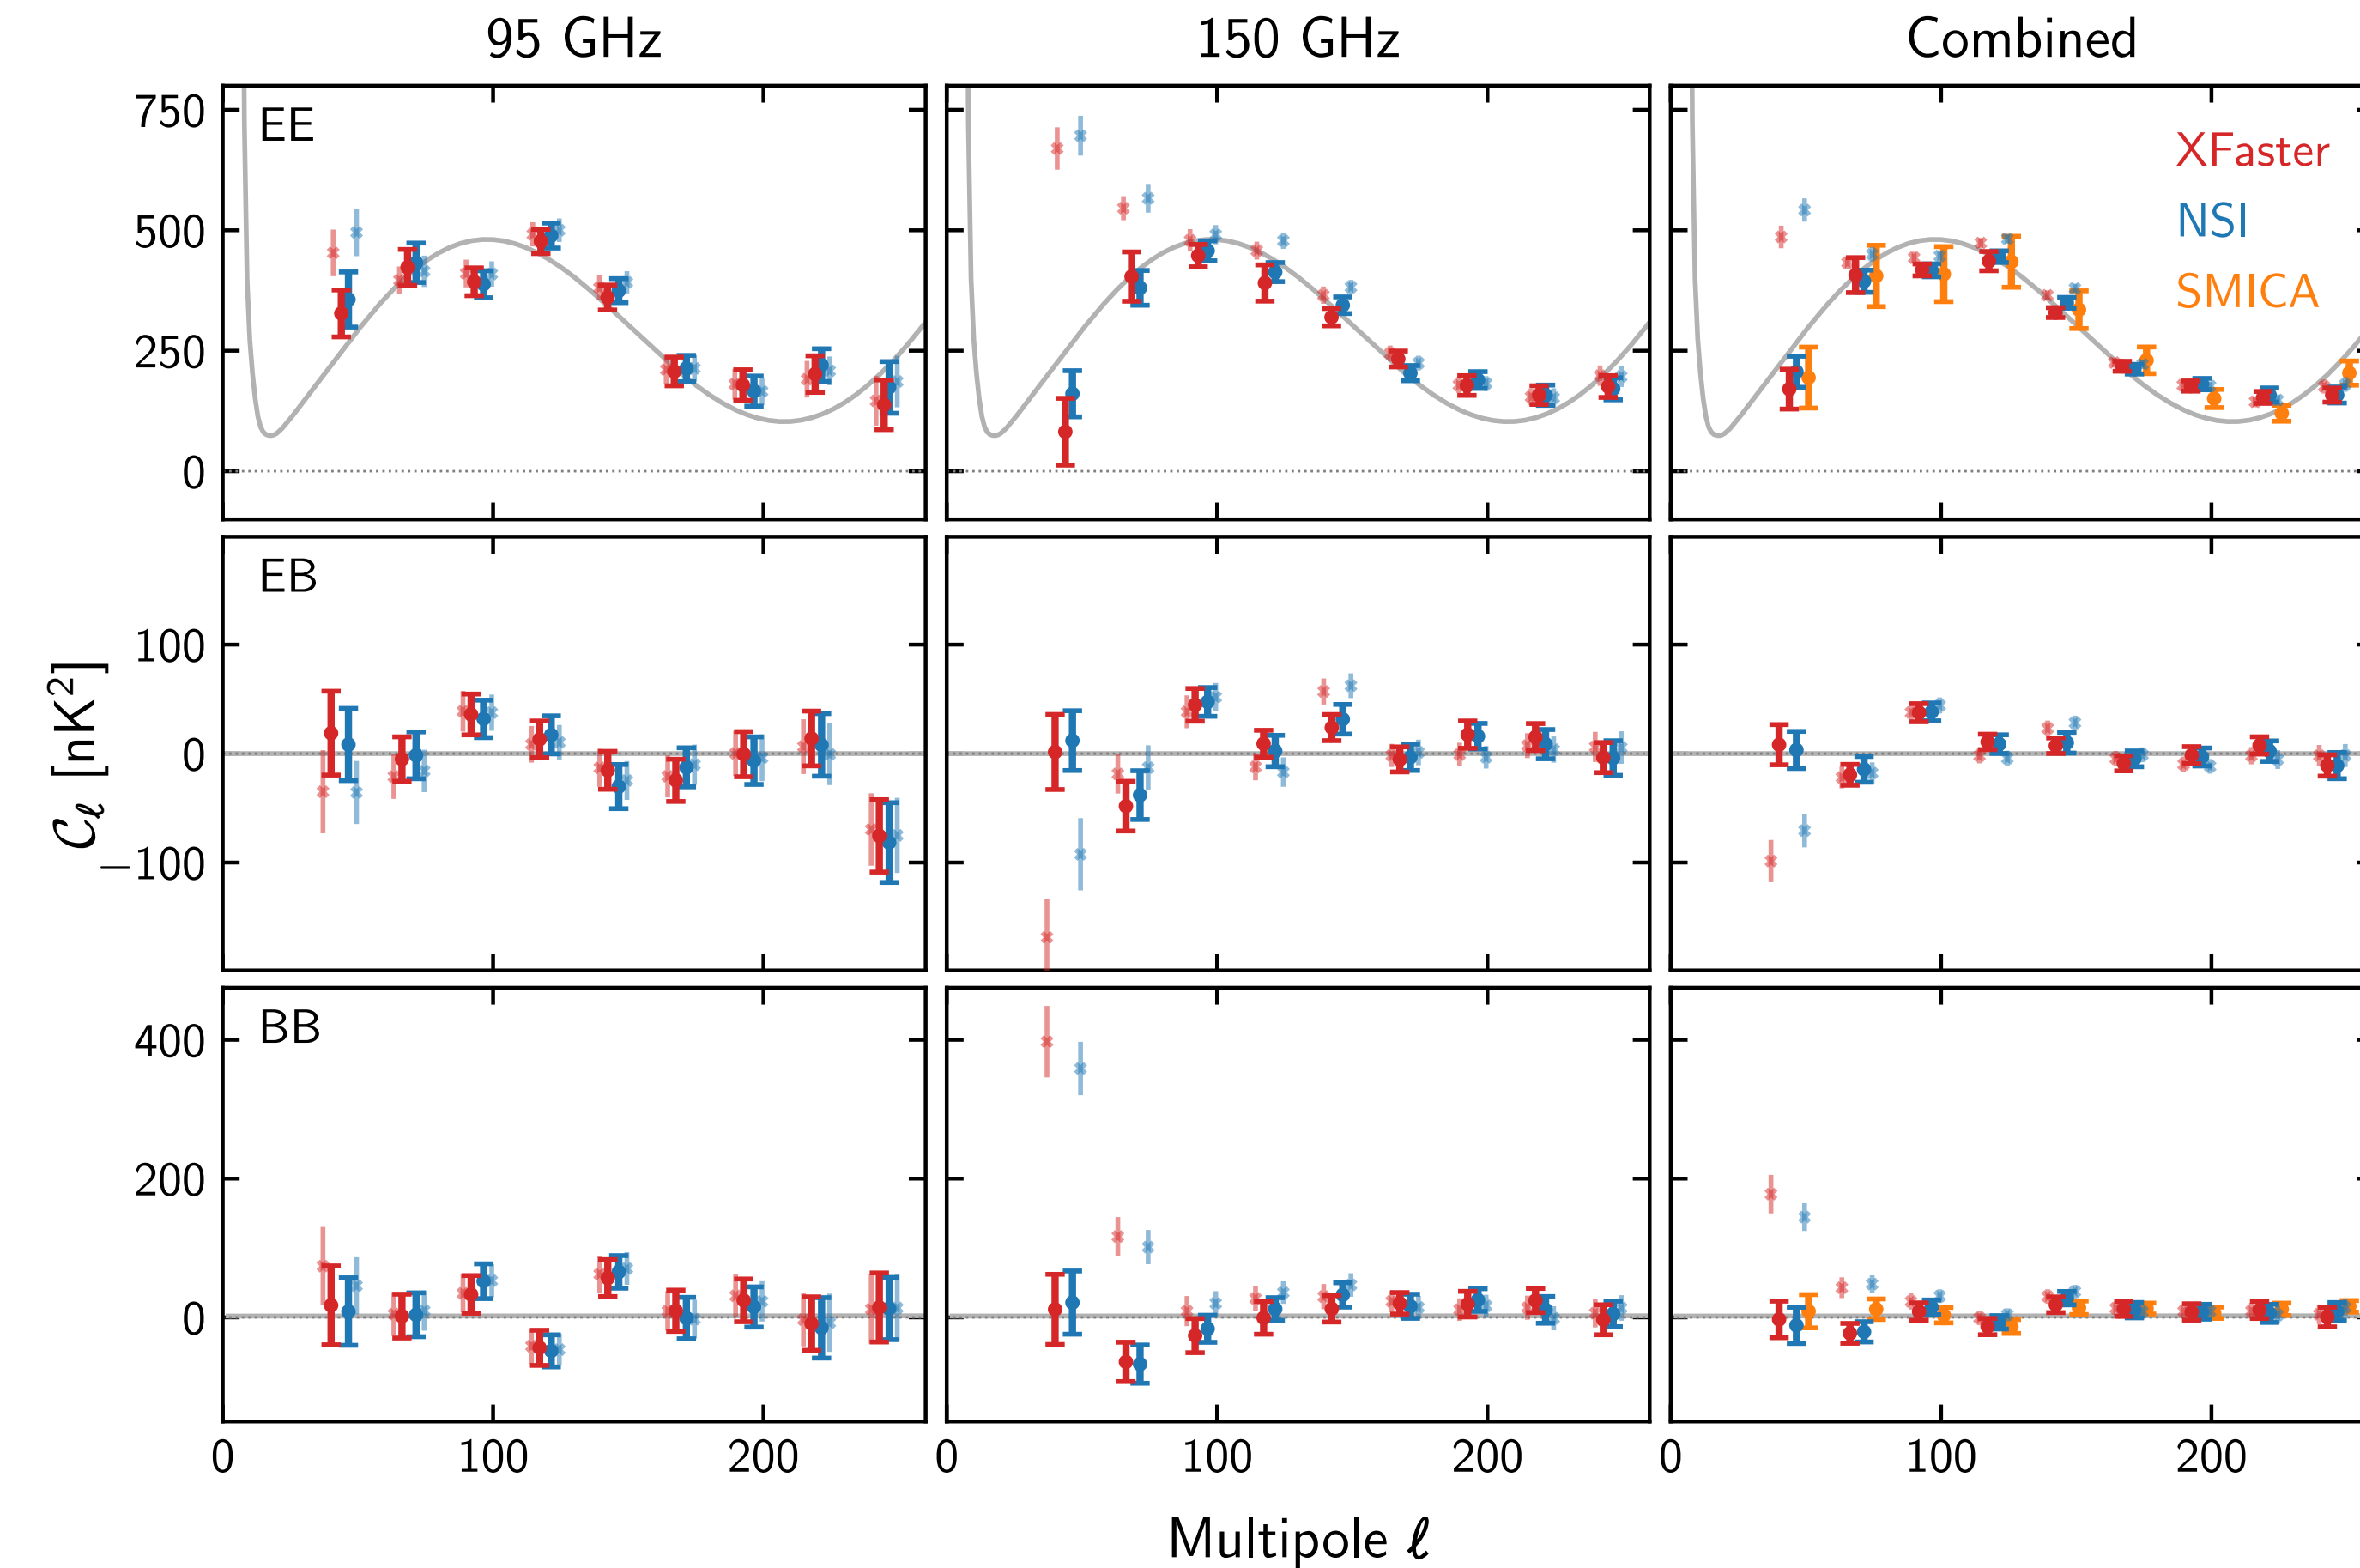 95 GHz 150 GHz Combined
750
500
250
0
EE
XFaster
NSI
SMICA
100
0
−100
EB
400
200
0
BB
𝒞ℓ [nK²]
0 100 200 0 100 200 0 100 200
Multipole ℓ